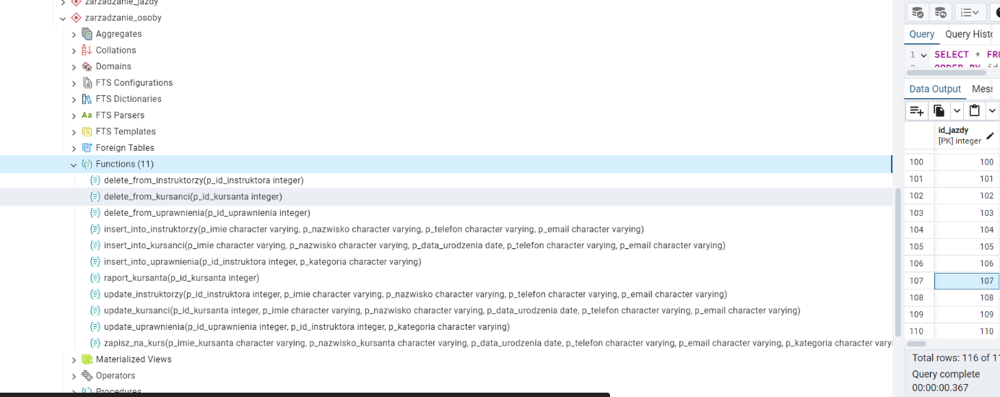 zarzadzanie_jazdy
zarzadzanie_osoby
Aggregates
Collations
Domains
FTS Configurations
FTS Dictionaries
Aa FTS Parsers
FTS Templates
Foreign Tables
Functions (11)
delete_from_instruktorzy(p_id_instruktora integer)
delete_from_kursanci(p_id_kursanta integer)
delete_from_uprawnienia(p_id_uprawnienia integer)
insert_into_instruktorzy(p_imie character varying, p_nazwisko character varying, p_telefon character varying, p_email character varying)
insert_into_kursanci(p_imie character varying, p_nazwisko character varying, p_data_urodzenia date, p_telefon character varying, p_email character varying)
insert_into_uprawnienia(p_id_instruktora integer, p_kategoria character varying)
raport_kursanta(p_id_kursanta integer)
update_instruktorzy(p_id_instruktora integer, p_imie character varying, p_nazwisko character varying, p_telefon character varying, p_email character varying)
update_kursanci(p_id_kursanta integer, p_imie character varying, p_nazwisko character varying, p_data_urodzenia date, p_telefon character varying, p_email character varying)
update_uprawnienia(p_id_uprawnienia integer, p_id_instruktora integer, p_kategoria character varying)
zapisz_na_kurs(p_imie_kursanta character varying, p_nazwisko_kursanta character varying, p_data_urodzenia date, p_telefon character varying, p_email character varying, p_kategoria character vary
Materialized Views
Operators
Procedures
Query Query Histo
1 SELECT * FRO
2 ORDER BY id
Data Output Mess
id_jazdy
[PK] integer
100 100
101 101
102 102
103 103
104 104
105 105
106 106
107 107
108 108
109 109
110 110
Total rows: 116 of 11
Query complete
00:00:00.367